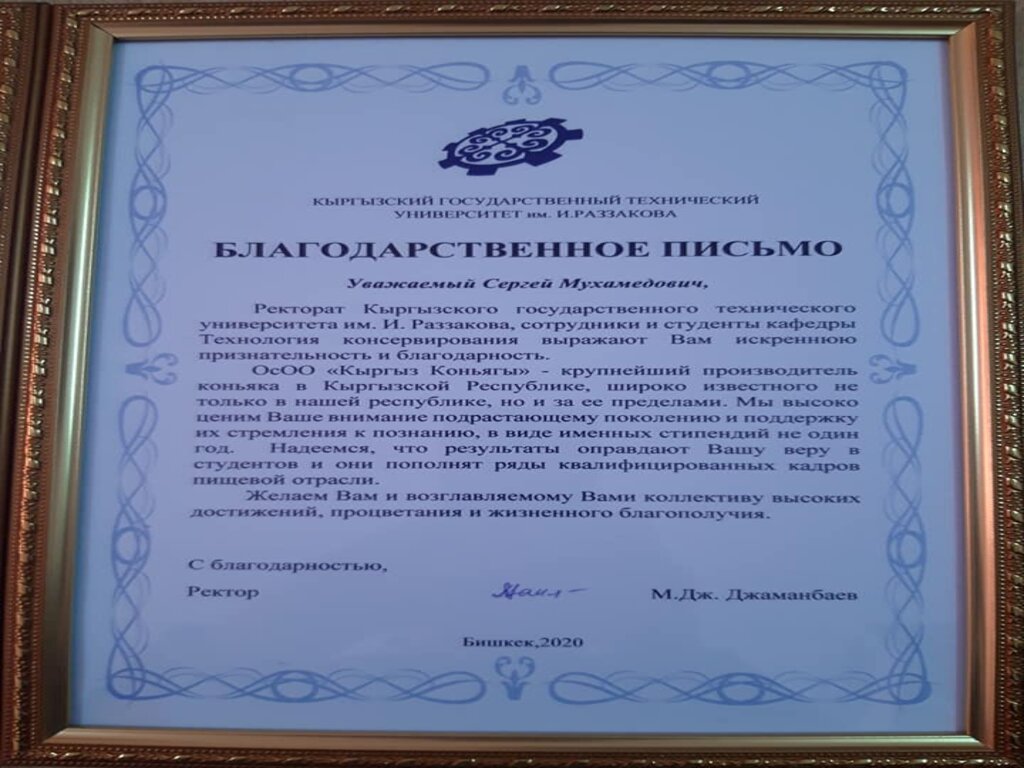 КЫРГЫЗСКИЙ ГОСУДАРСТВЕННЫЙ ТЕХНИЧЕСКИЙ
УНИВЕРСИТЕТ им. И.РАЗЗАКОВА
БЛАГОДАРСТВЕННОЕ ПИСЬМО
Уважаемый Сергей Мухамедович,
Ректорат Кыргызского государственного технического
университета им. И. Раззакова, сотрудники и студенты кафедры
Технология консервирования выражают Вам искреннюю
признательность и благодарность.
ОсОО «Кыргыз Коньягы» - крупнейший производитель
коньяка в Кыргызской Республике, широко известного не
только в нашей республике, но и за ее пределами. Мы высоко
ценим Ваше внимание подрастающему поколению и поддержку
их стремления к познанию, в виде именных стипендий не один
год. Надеемся, что результаты оправдают Вашу веру в
студентов и они пополнят ряды квалифицированных кадров
пищевой отрасли.
Желаем Вам и возглавляемому Вами коллективу высоких
достижений, процветания и жизненного благополучия.
С благодарностью,
Ректор М.Дж. Джаманбаев
Бишкек,2020